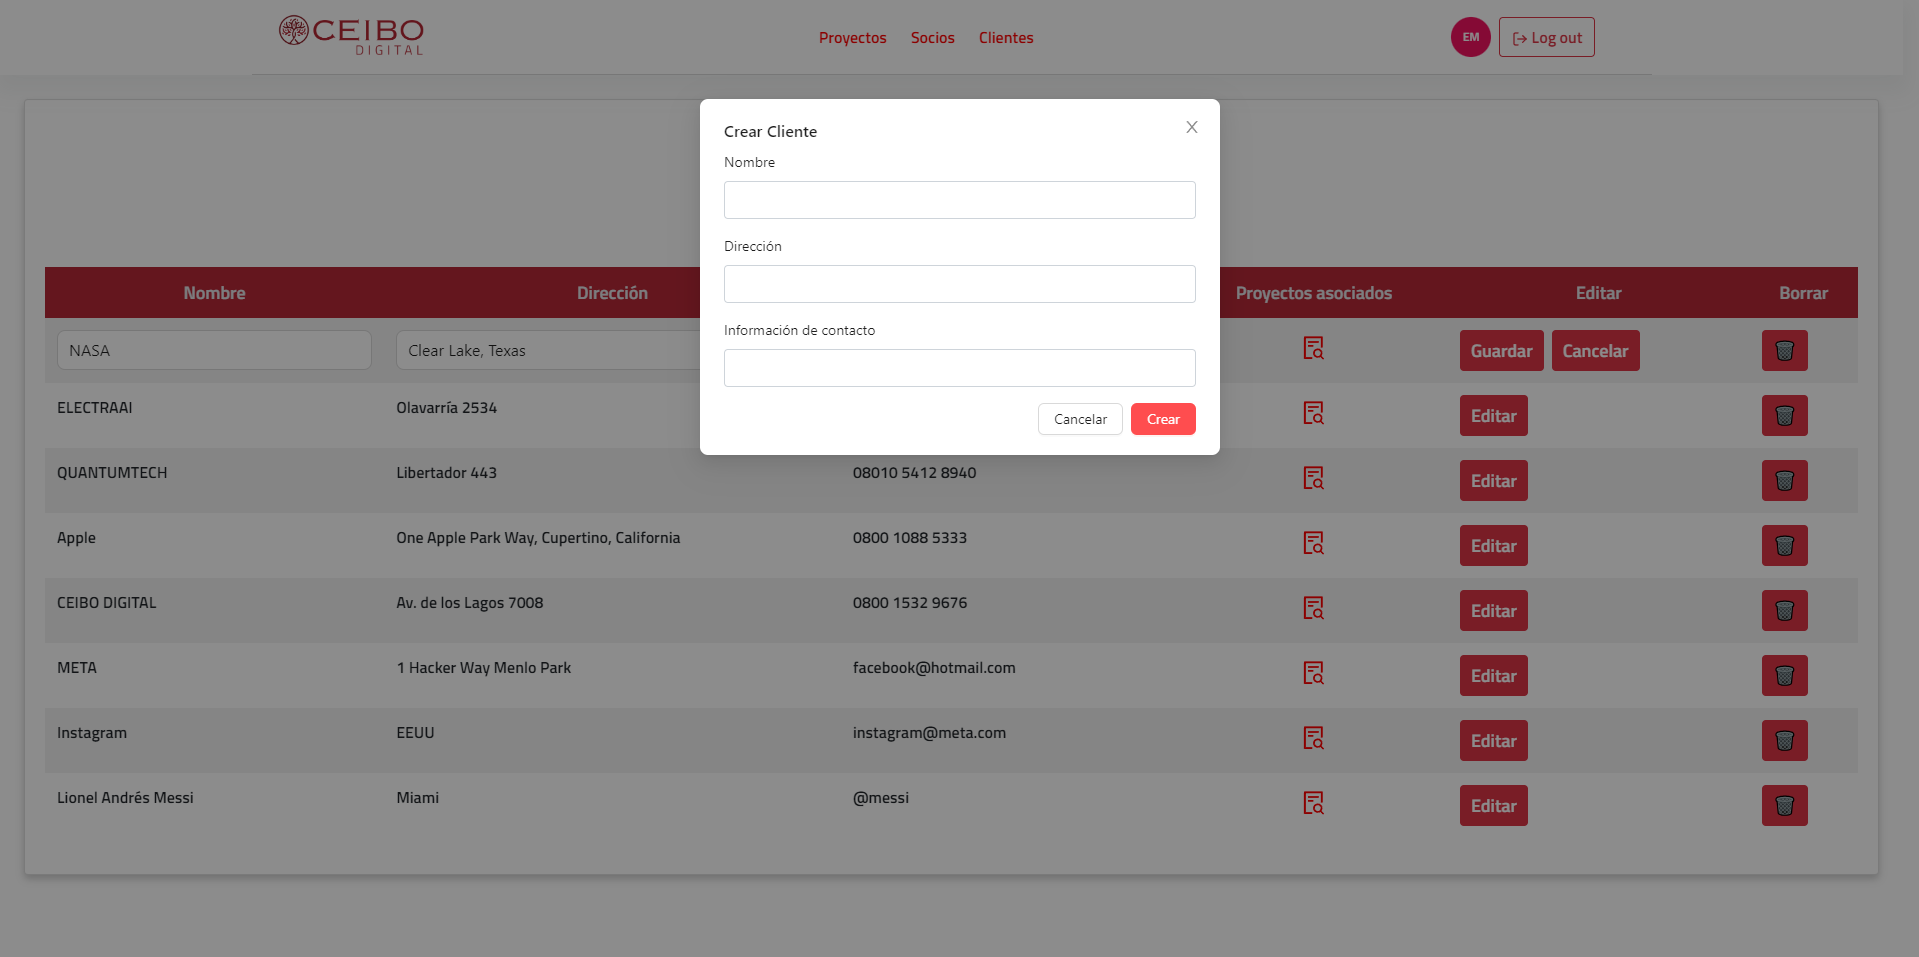 CEIBO
DIGITAL
Proyectos Socios Clientes
EM Log out
Crear Cliente
X
Nombre
Dirección
Información de contacto
Cancelar Crear
Nombre Dirección Proyectos asociados Editar Borrar
NASA Clear Lake, Texas Guardar Cancelar
ELECTRAAI Olavarría 2534 Editar
QUANTUMTECH Libertador 443 08010 5412 8940 Editar
Apple One Apple Park Way, Cupertino, California 0800 1088 5333 Editar
CEIBO DIGITAL Av. de los Lagos 7008 0800 1532 9676 Editar
META 1 Hacker Way Menlo Park facebook@hotmail.com Editar
Instagram EEUU instagram@meta.com Editar
Lionel Andrés Messi Miami @messi Editar